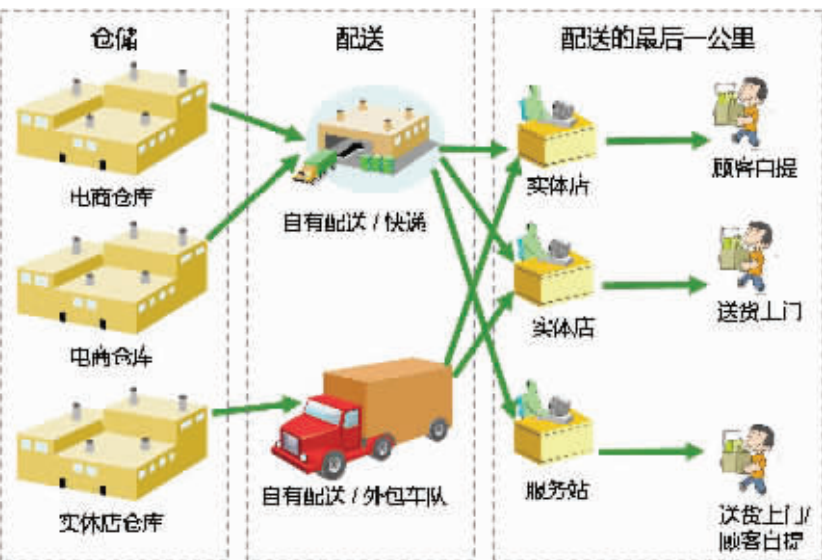 仓储
配送
配送的最后一公里
电商仓库
自有配送 / 快递
实体店
顾客自提
电商仓库
实体店
送货上门
实体店仓库
自有配送 / 外包车队
服务站
送货上门/
顾客自提